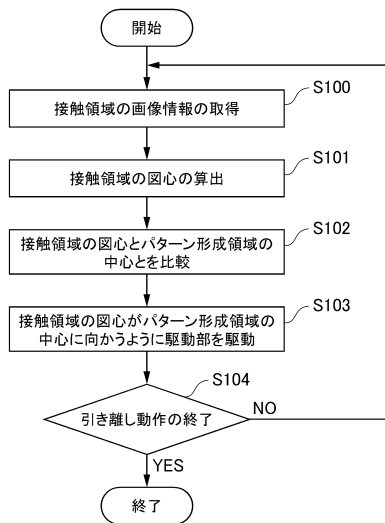 開始
S100
接触領域の画像情報の取得
S101
接触領域の図心の算出
S102
接触領域の図心とパターン形成領域の
中心とを比較
S103
接触領域の図心がパターン形成領域の
中心に向かうように駆動部を駆動
S104
引き離し動作の終了
NO
YES
終了